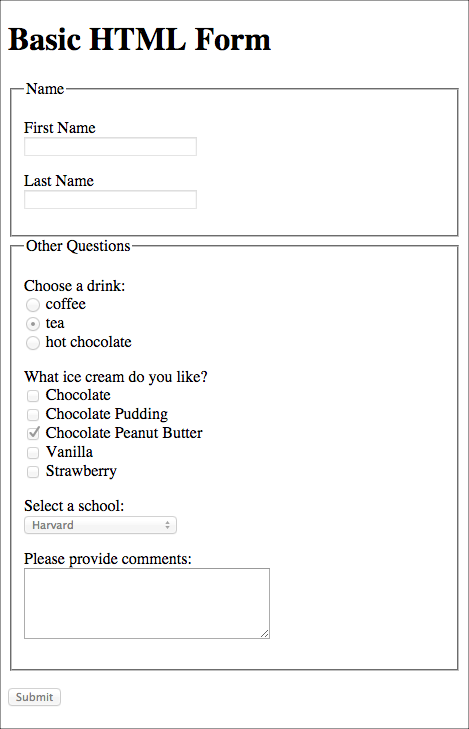 Basic HTML Form
Name
First Name
Last Name
Other Questions
Choose a drink:
coffee
tea
hot chocolate
What ice cream do you like?
Chocolate
Chocolate Pudding
Chocolate Peanut Butter
Vanilla
Strawberry
Select a school:
Harvard
Please provide comments:
Submit